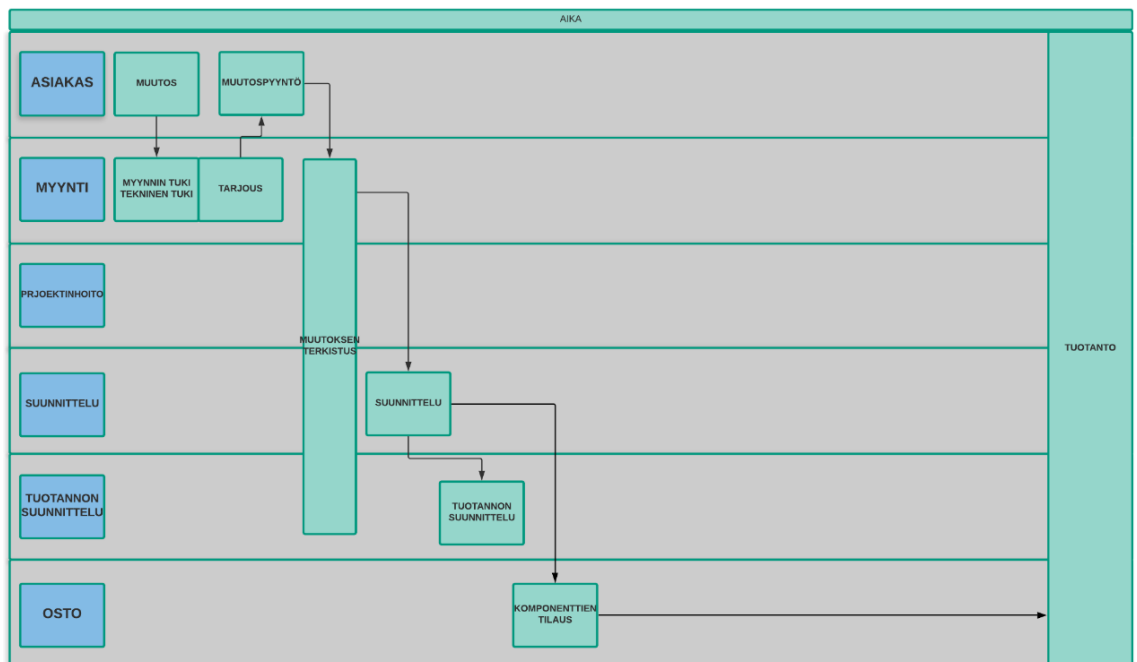 AIKA
ASIAKAS
MUUTOS
MUUTOSPYYNTÖ
MYYNTI
MYYNNIN TUKI
TEKNINEN TUKI
TARJOUS
PRJOEKTINHOITO
MUUTOKSEN
TERKISTUS
TUOTANTO
SUUNNITTELU
SUUNNITTELU
TUOTANNON
SUUNNITTELU
TUOTANNON
SUUNNITTELU
OSTO
KOMPONENTTIEN
TILAUS